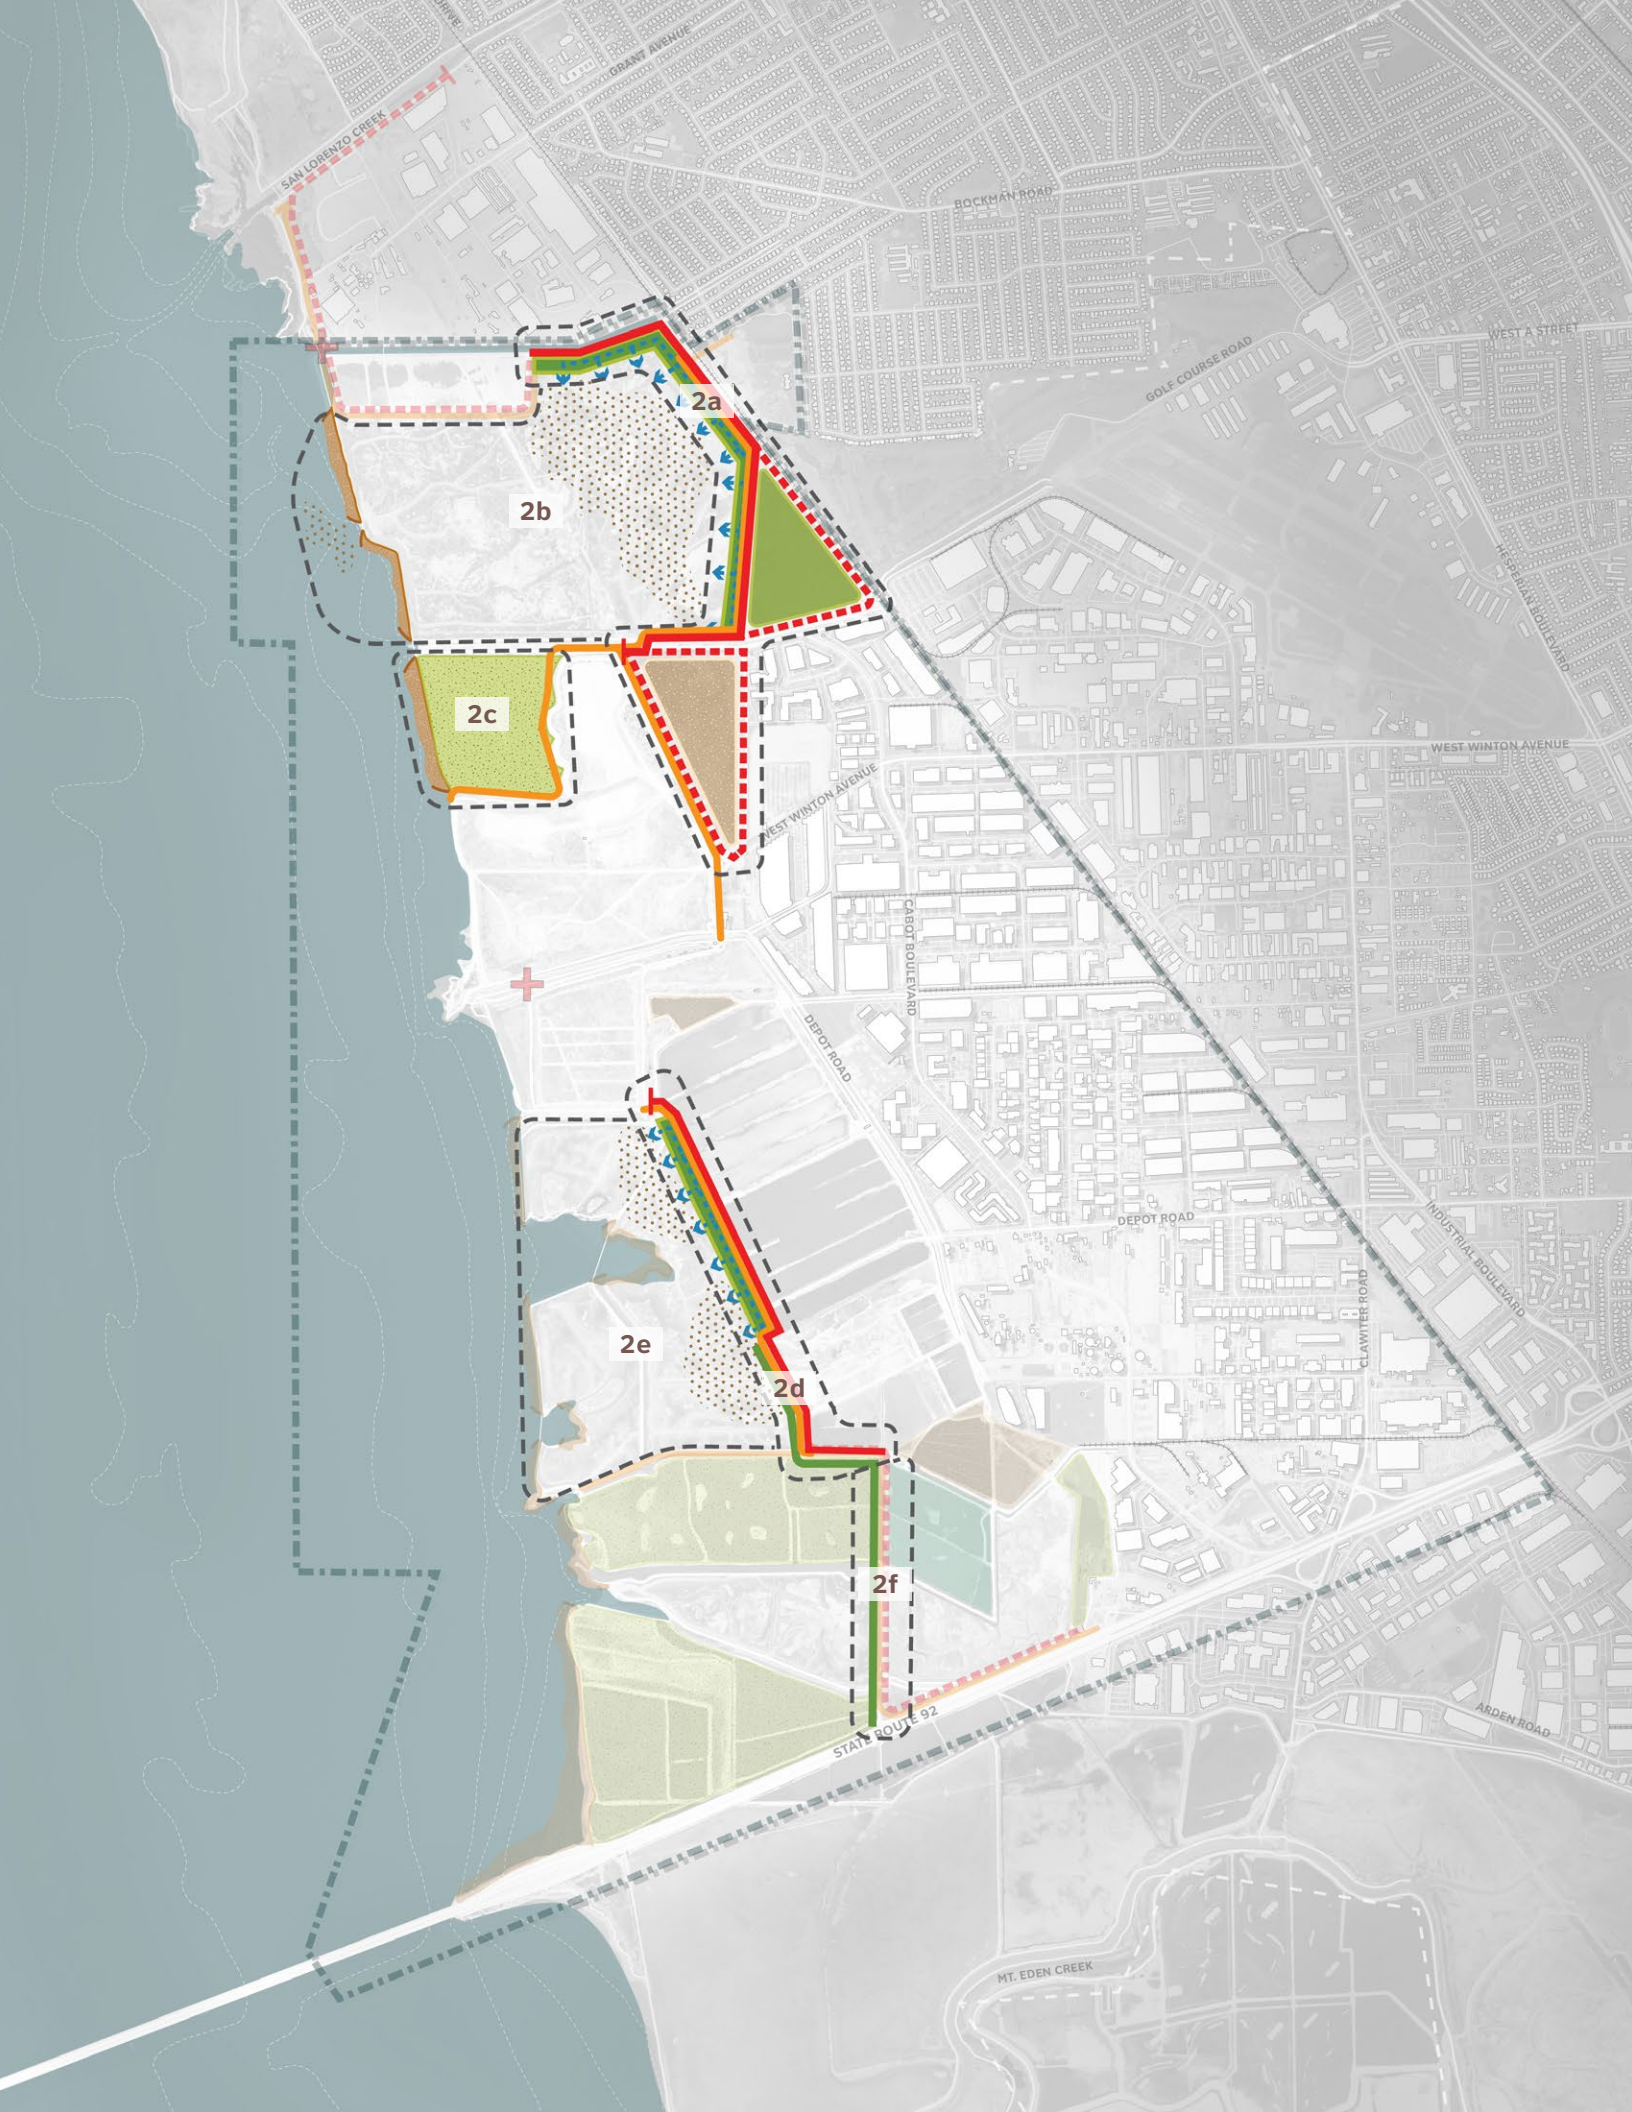 DRIVE
GRANT AVENUE
SAN LORENZO CREEK
BOCKMAN ROAD
WEST A STREET
GOLF COURSE ROAD
2a
2b
HESPERIAN BOULEVARD
2c
WEST WINTON AVENUE
WEST WINTON AVENUE
CABOT BOULEVARD
DEPOT ROAD
DEPOT ROAD
INDUSTRIAL BOULEVARD
CLAWITER ROAD
2e
2d
2f
STATE ROUTE 92
ARDEN ROAD
MT. EDEN CREEK